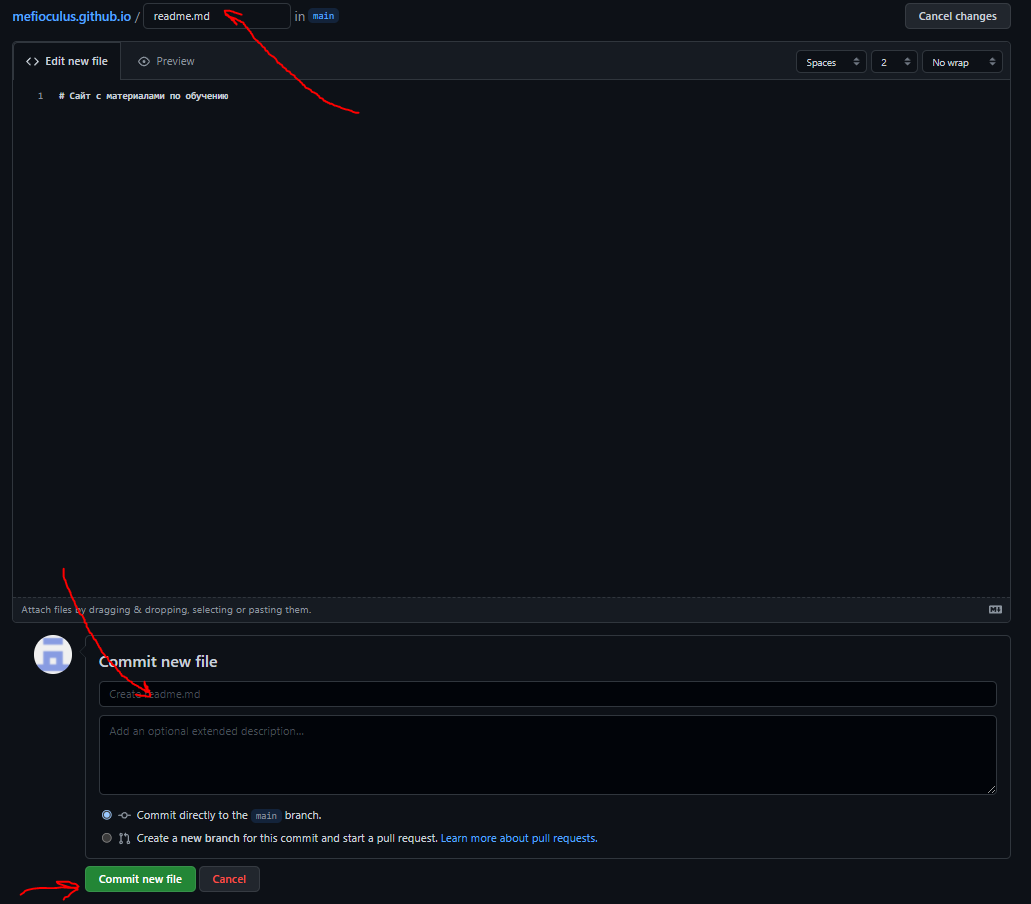 mefioculus.github.io / readme.md in main Cancel changes
Edit new file Preview Spaces 2 No wrap
1 # Сайт с материалами по обучению
Attach files by dragging & dropping, selecting or pasting them.
Commit new file
Create readme.md
Add an optional extended description...
Commit directly to the main branch.
Create a new branch for this commit and start a pull request. Learn more about pull requests.
Commit new file Cancel